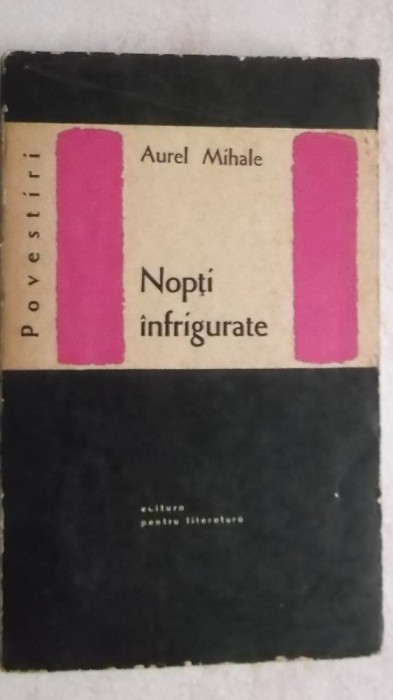 Povestiri
Aurel Mihale
Nopți
înfrigurate
editura
pentru literatură